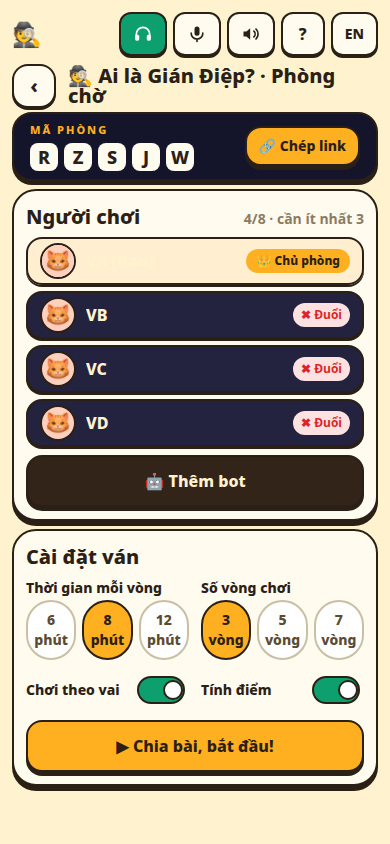 ? EN
‹ 🕵️ Ai là Gián Điệp? · Phòng
chờ
MÃ PHÒNG
R Z S J W
🔗 Chép link
Người chơi 4/8 · cần ít nhất 3
👑 Chủ phòng
VB ✖ Đuổi
VC ✖ Đuổi
VD ✖ Đuổi
🤖 Thêm bot
Cài đặt ván
Thời gian mỗi vòng
6 phút
8 phút
12 phút
Số vòng chơi
3 vòng
5 vòng
7 vòng
Chơi theo vai
Tính điểm
▶ Chia bài, bắt đầu!